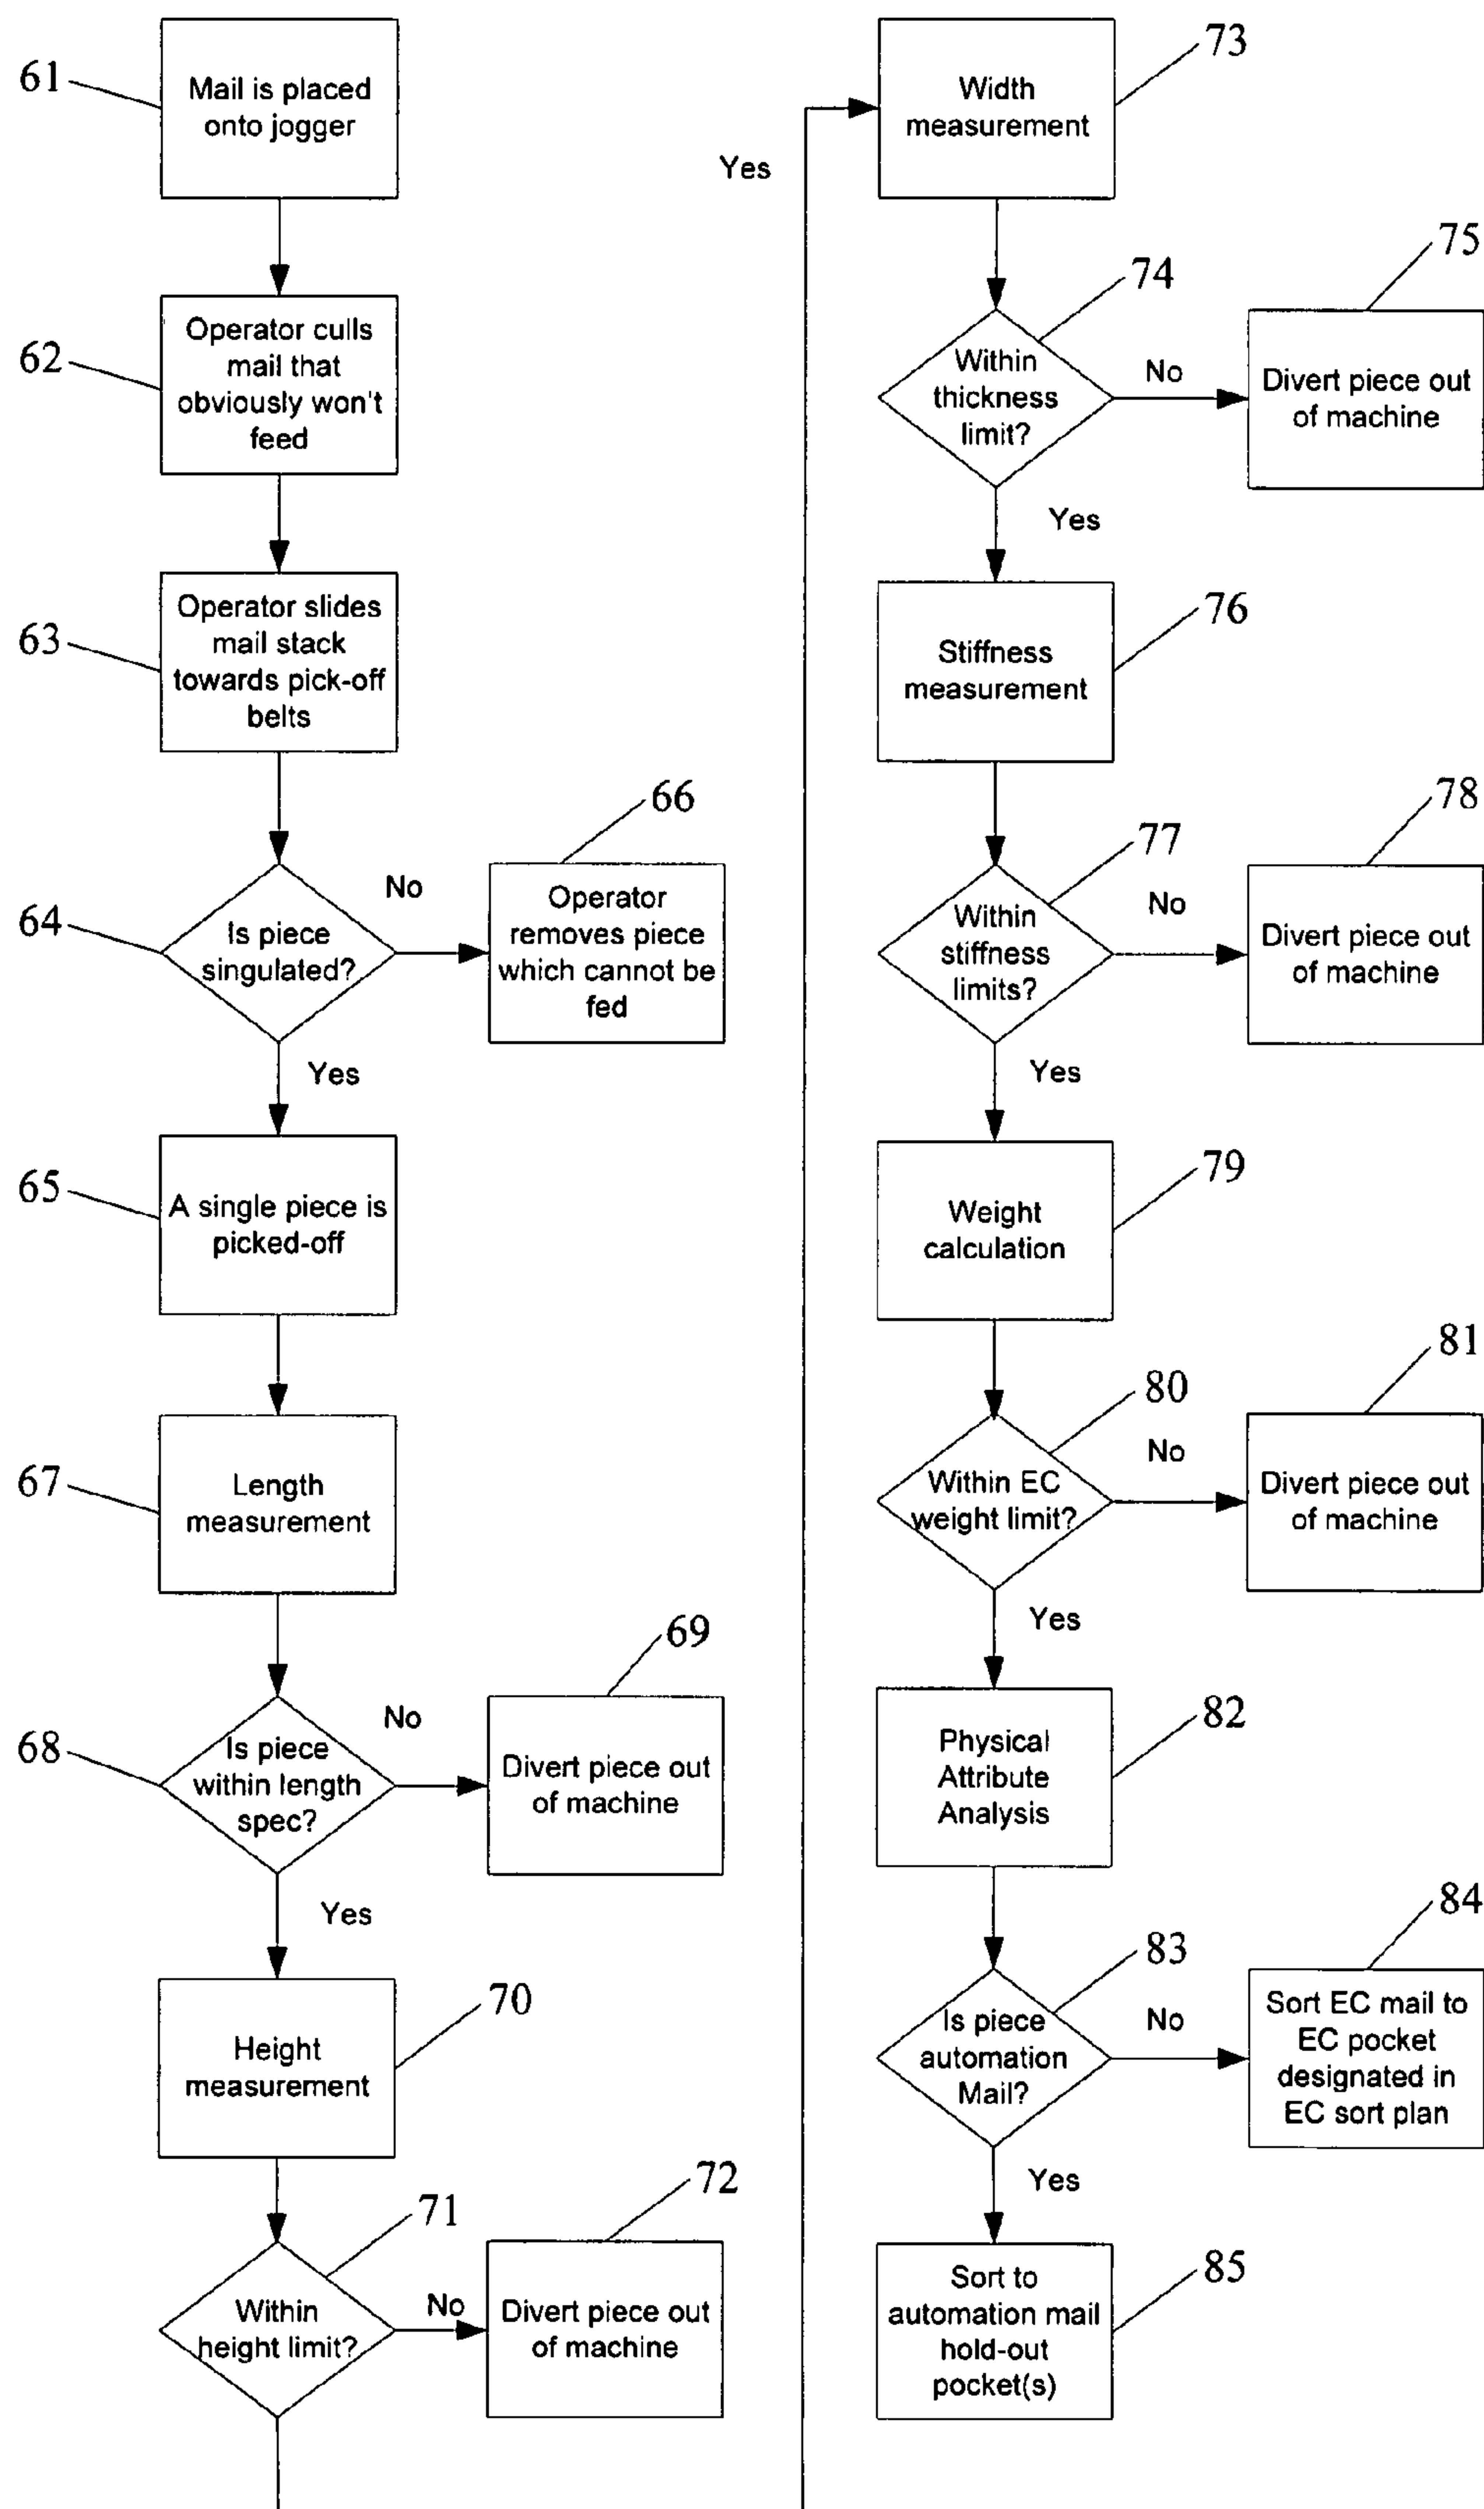 61
Mail is placed
onto jogger
62
Operator culls
mail that
obviously won't
feed
63
Operator slides
mail stack
towards pick-off
belts
64
Is piece
singulated?
No
66
Operator
removes piece
which cannot be
fed
Yes
65
A single piece is
picked-off
67
Length
measurement
68
Is piece
within length
spec?
No
69
Divert piece out
of machine
Yes
70
Height
measurement
71
Within
height limit?
No
72
Divert piece out
of machine
Yes
73
Width
measurement
74
Within
thickness
limit?
No
75
Divert piece out
of machine
Yes
76
Stiffness
measurement
77
Within
stiffness
limits?
No
78
Divert piece out
of machine
Yes
79
Weight
calculation
80
Within EC
weight limit?
No
81
Divert piece out
of machine
Yes
82
Physical
Attribute
Analysis
83
Is piece
automation
Mail?
No
84
Sort EC mail to
EC pocket
designated in
EC sort plan
Yes
85
Sort to
automation mail
hold-out
pocket(s)